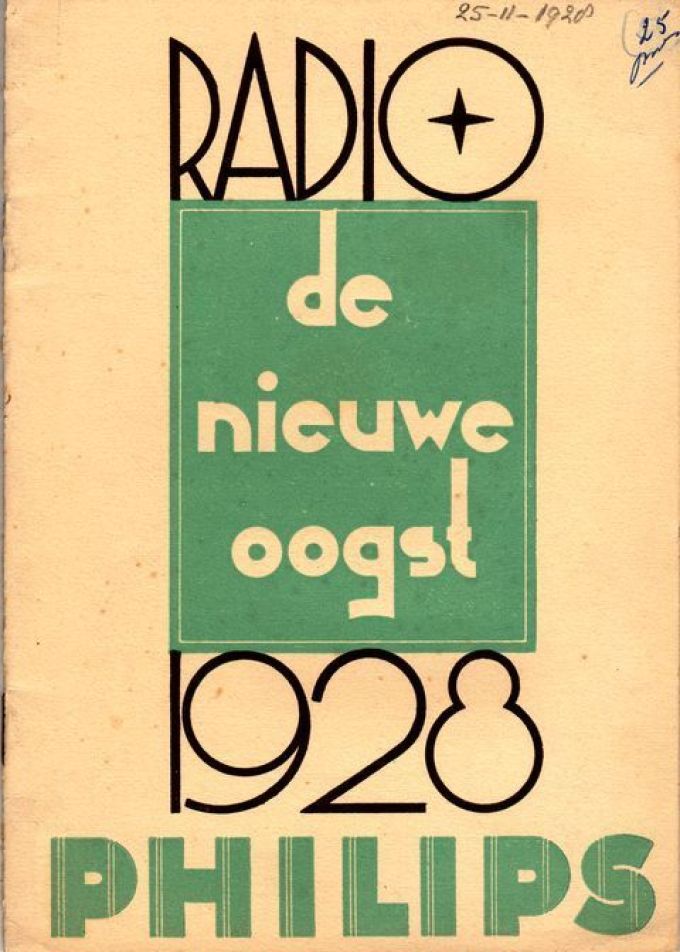 25-11-1928
25
RADIO
de
nieuwe
oogst
1928
PHILIPS